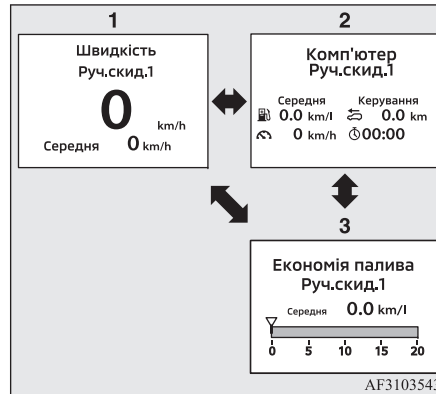 1
Швидкість
Руч.скид.1
0 km/h
Середня 0 km/h
2
Комп'ютер
Руч.скид.1
Середня Керування
0.0 km/l 0.0 km
0 km/h 00:00
3
Економія палива
Руч.скид.1
Середня 0.0 km/l
0 5 10 15 20
AF3103543